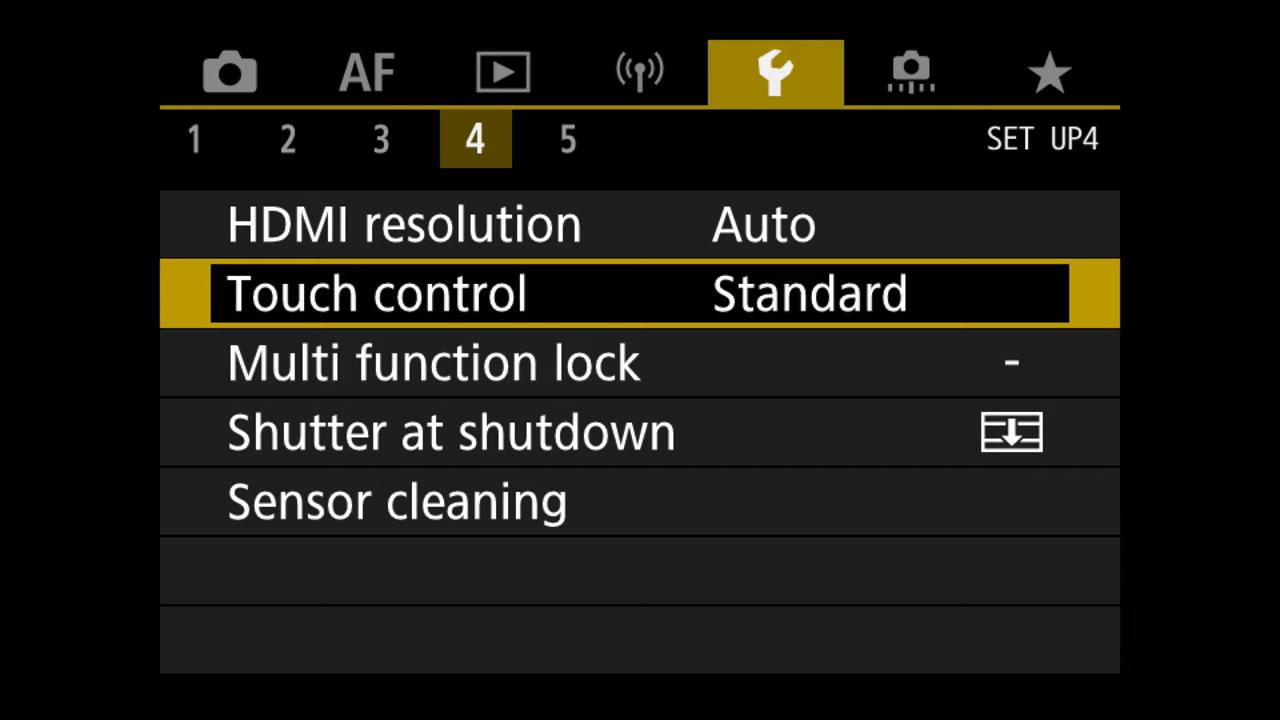 AF
1 2 3 4 5 SET UP4
HDMI resolution Auto
Touch control Standard
Multi function lock -
Shutter at shutdown
Sensor cleaning